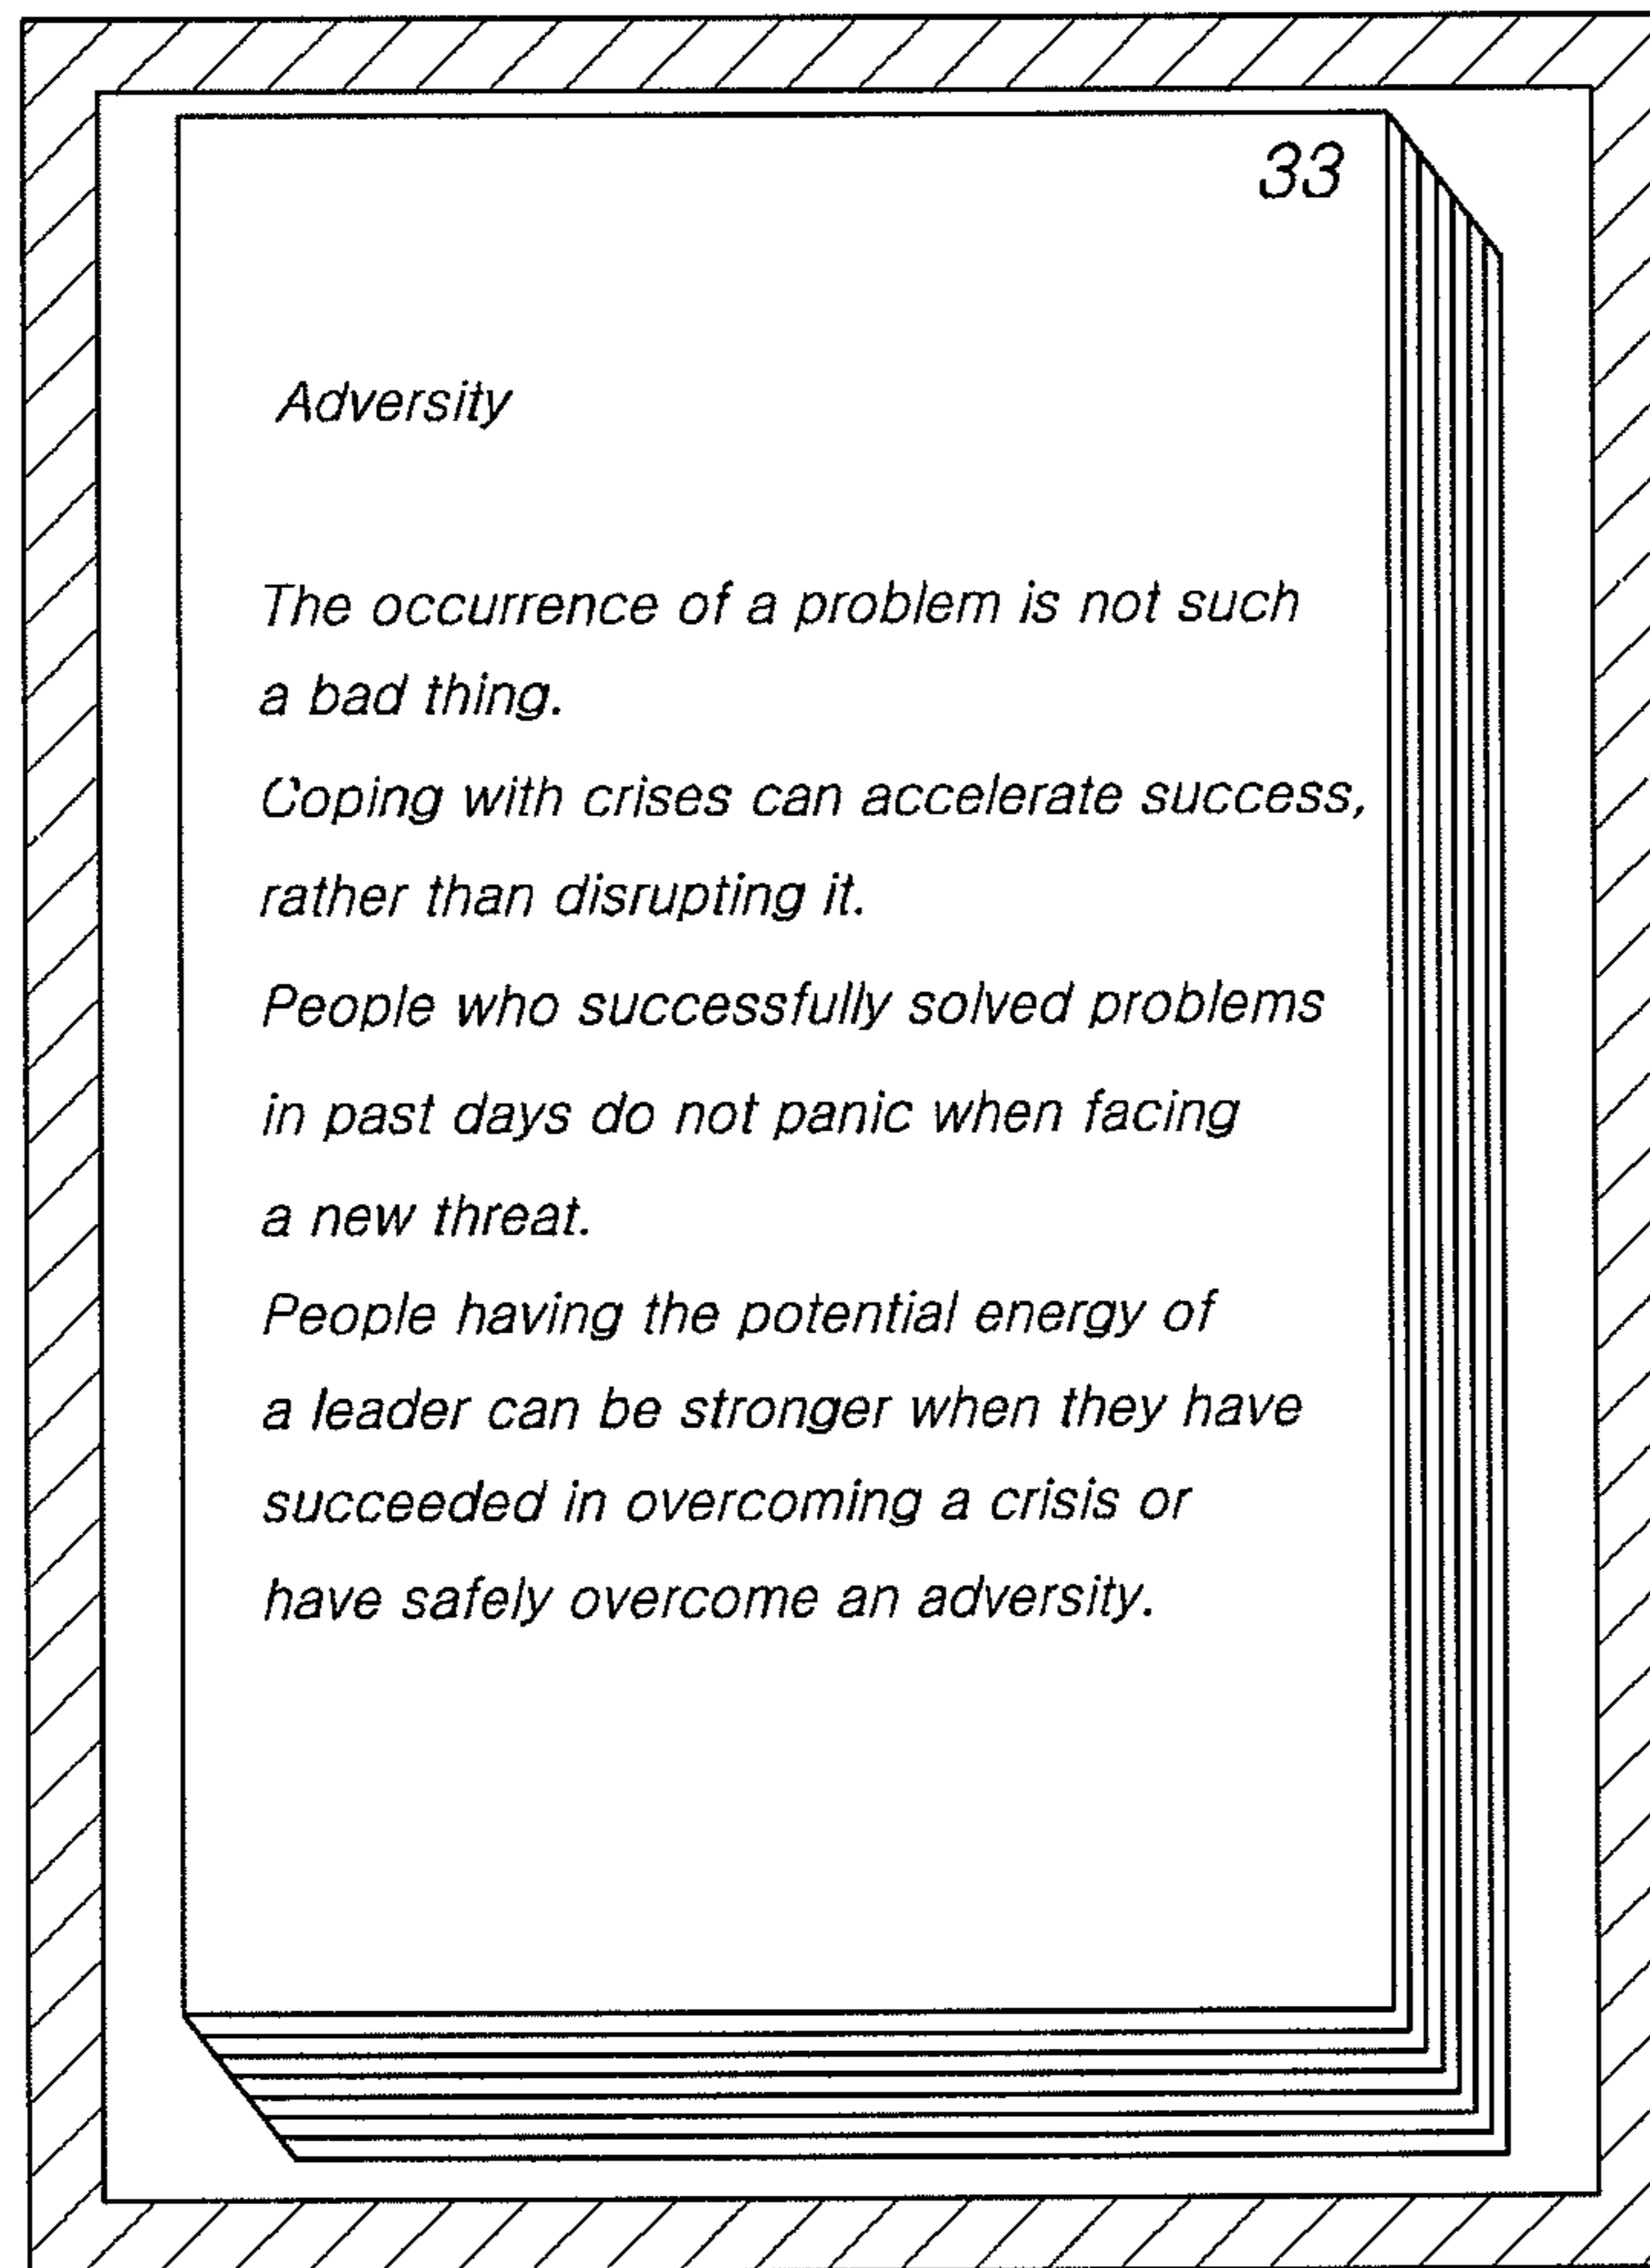 33
Adversity
The occurrence of a problem is not such
a bad thing.
Coping with crises can accelerate success,
rather than disrupting it.
People who successfully solved problems
in past days do not panic when facing
a new threat.
People having the potential energy of
a leader can be stronger when they have
succeeded in overcoming a crisis or
have safely overcome an adversity.